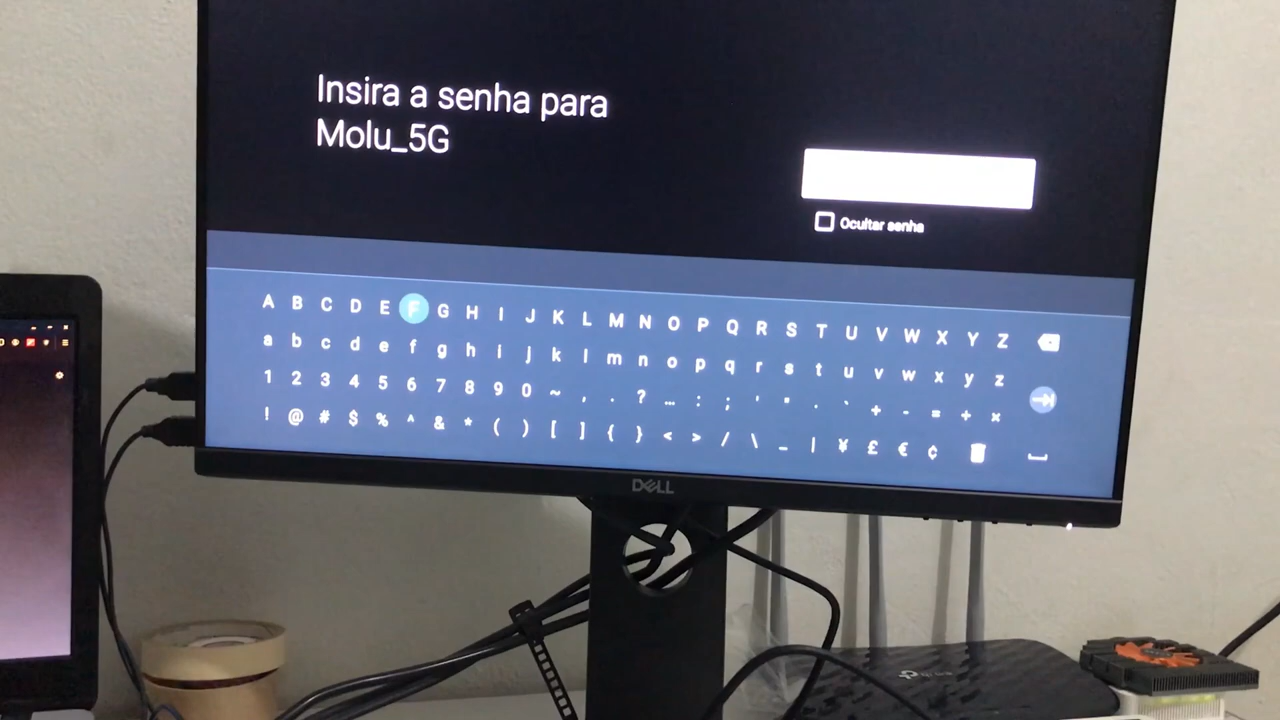 Insira a senha para
Molu_5G
Ocultar senha
A B C D E F G H I J K L M N O P Q R S T U V W X Y Z
a b c d e f g h i j k l m n o p q r s t u v w x y z
1 2 3 4 5 6 7 8 9 0 ~ , . ? … : ; ' " · ` + - = + ×
! @ # $ % ^ & * ( ) [ ] { } < > / \ _ | ¥ £ € ¢
DELL